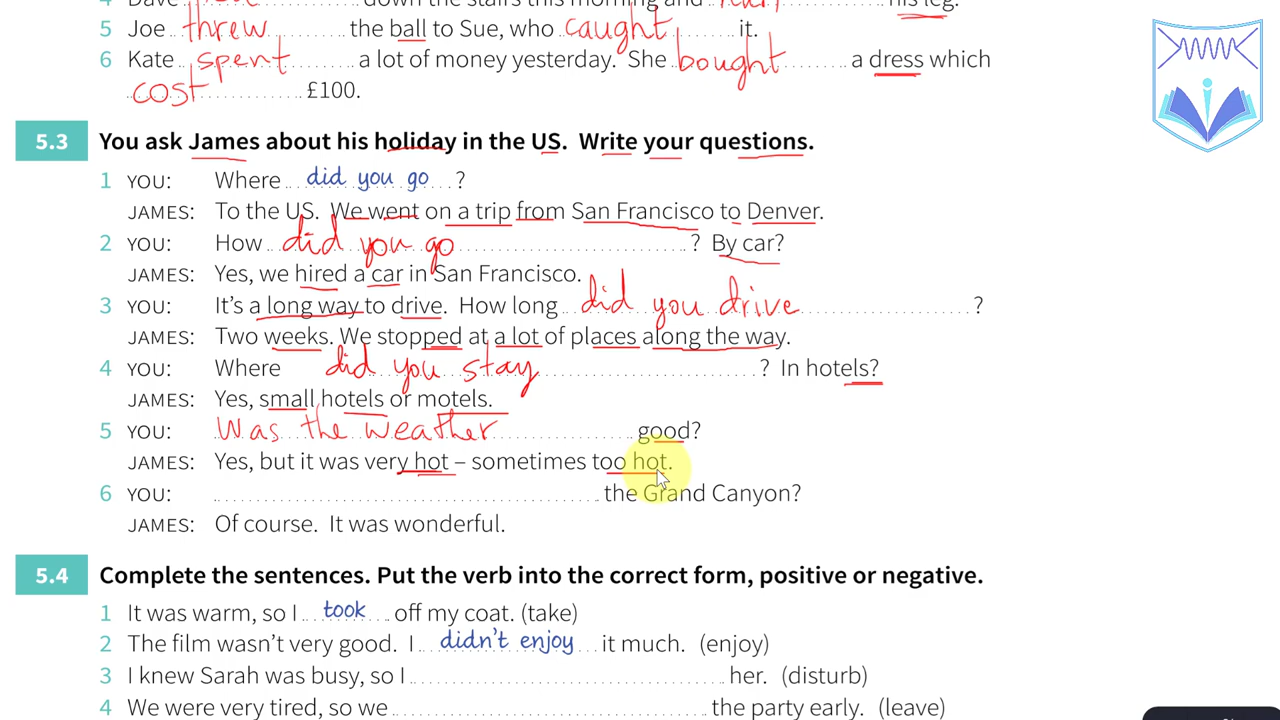 4 Dave down the stairs this morning and his leg.
5 Joe threw the ball to Sue, who caught it.
6 Kate spent a lot of money yesterday. She bought a dress which
cost £100.
5.3 You ask James about his holiday in the US. Write your questions.
1 YOU: Where did you go ?
JAMES: To the US. We went on a trip from San Francisco to Denver.
2 YOU: How did you go ? By car?
JAMES: Yes, we hired a car in San Francisco.
3 YOU: It's a long way to drive. How long did you drive ?
JAMES: Two weeks. We stopped at a lot of places along the way.
4 YOU: Where did you stay ? In hotels?
JAMES: Yes, small hotels or motels.
5 YOU: Was the weather good?
JAMES: Yes, but it was very hot – sometimes too hot.
6 YOU: the Grand Canyon?
JAMES: Of course. It was wonderful.
5.4 Complete the sentences. Put the verb into the correct form, positive or negative.
1 It was warm, so I took off my coat. (take)
2 The film wasn't very good. I didn't enjoy it much. (enjoy)
3 I knew Sarah was busy, so I her. (disturb)
4 We were very tired, so we the party early. (leave)